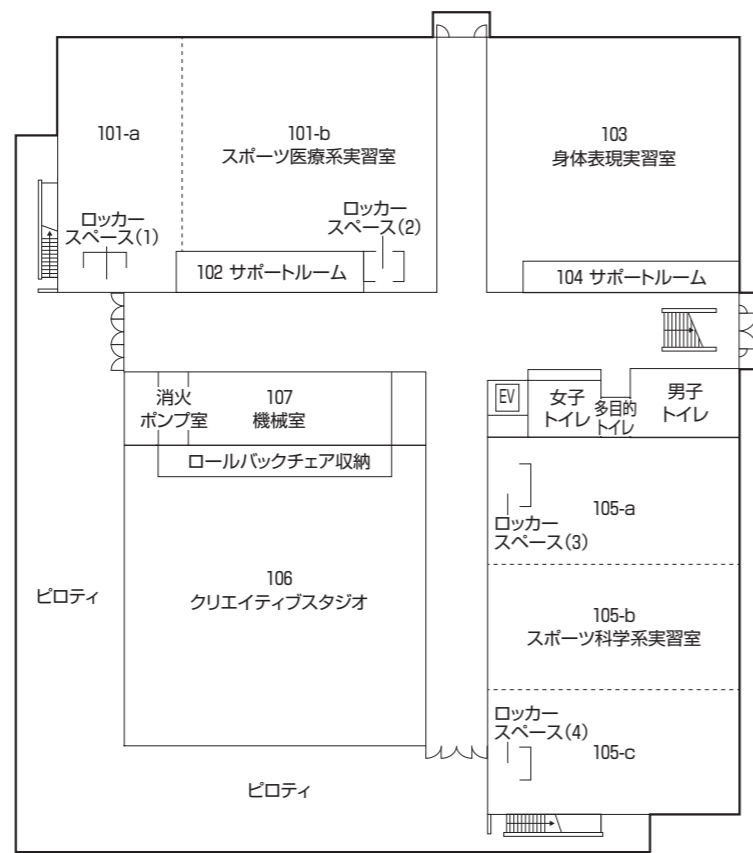 101-a
101-b
スポーツ医療系実習室
103
身体表現実習室
ロッカー
スペース(1)
ロッカー
スペース(2)
102 サポートルーム
104 サポートルーム
消火
ポンプ室
107
機械室
EV
女子
トイレ
多目的
トイレ
男子
トイレ
ロールバックチェア収納
105-a
ロッカー
スペース(3)
106
クリエイティブスタジオ
ピロティ
105-b
スポーツ科学系実習室
ロッカー
スペース(4)
105-c
ピロティ